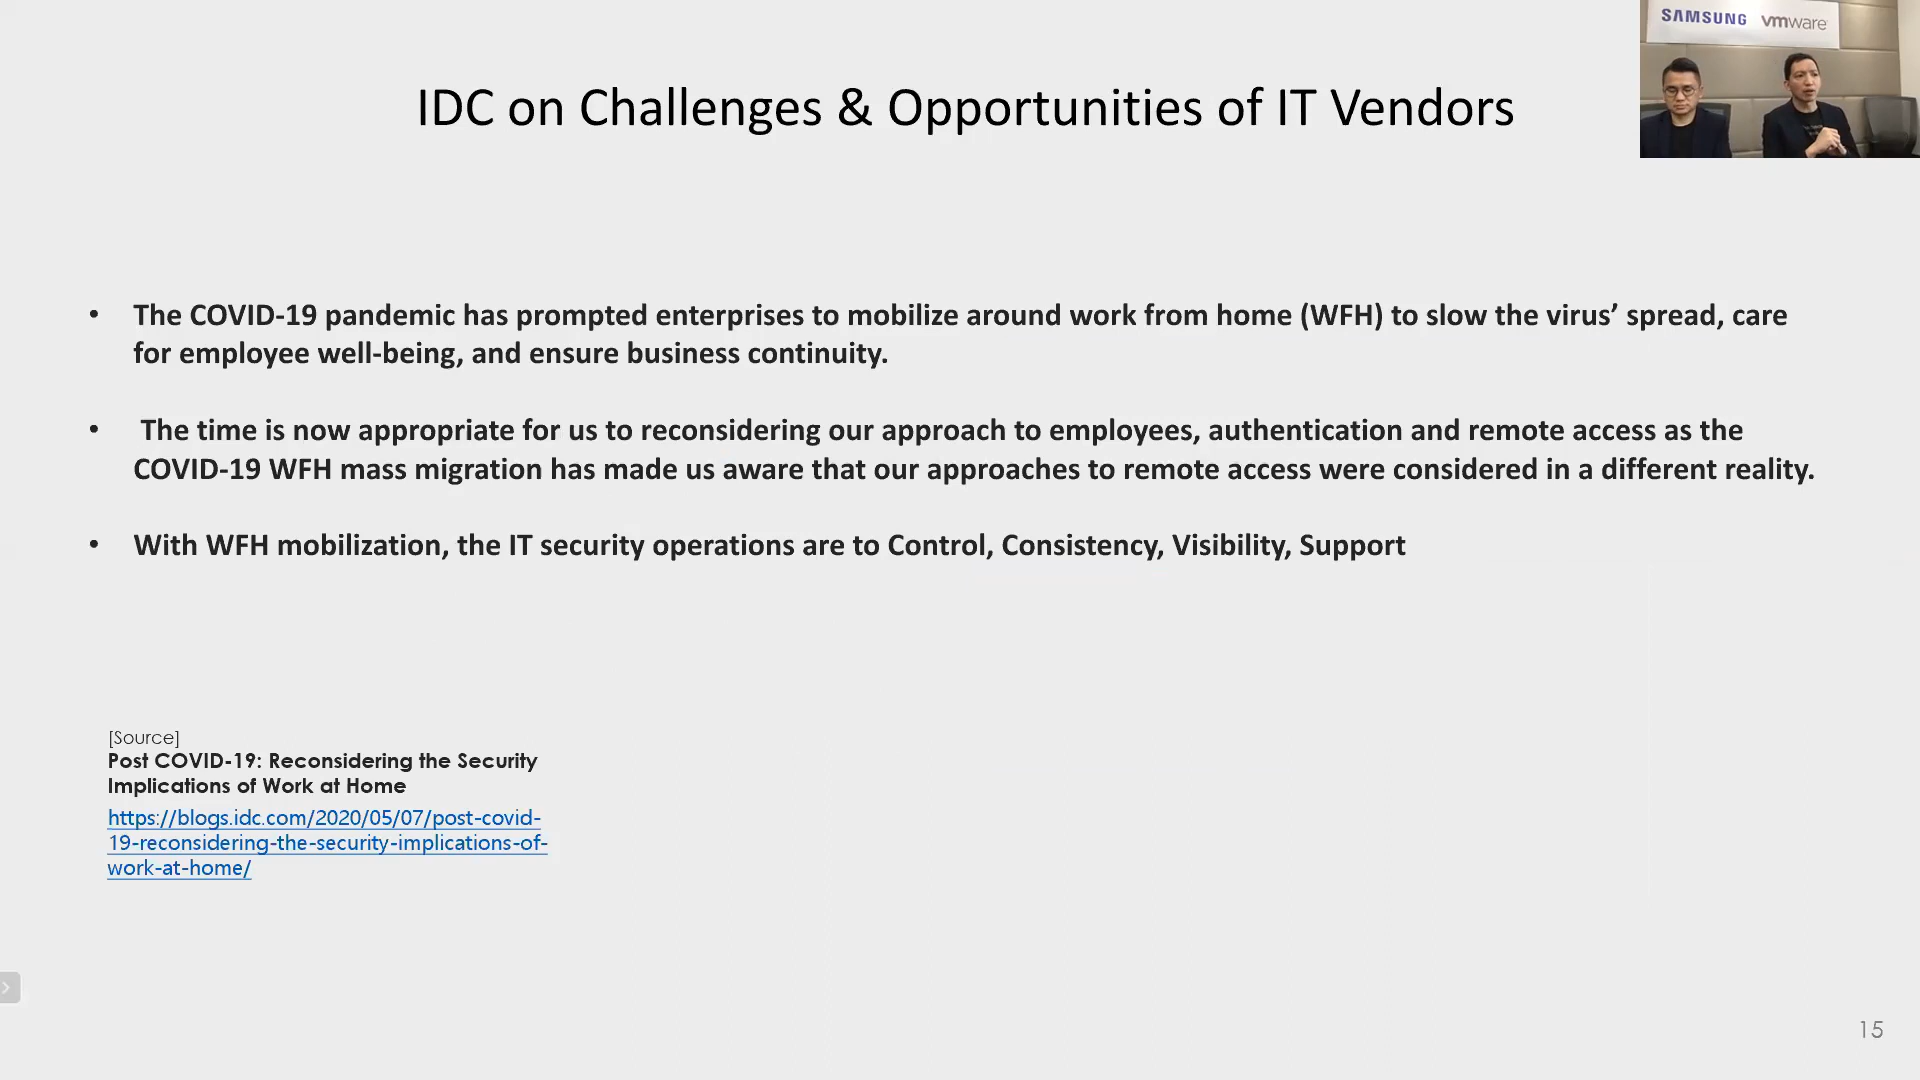 SAMSUNG vmware
IDC on Challenges & Opportunities of IT Vendors
• The COVID-19 pandemic has prompted enterprises to mobilize around work from home (WFH) to slow the virus’ spread, care
for employee well-being, and ensure business continuity.
• The time is now appropriate for us to reconsidering our approach to employees, authentication and remote access as the
COVID-19 WFH mass migration has made us aware that our approaches to remote access were considered in a different reality.
• With WFH mobilization, the IT security operations are to Control, Consistency, Visibility, Support
[Source]
Post COVID-19: Reconsidering the Security
Implications of Work at Home
https://blogs.idc.com/2020/05/07/post-covid-
19-reconsidering-the-security-implications-of-
work-at-home/
15